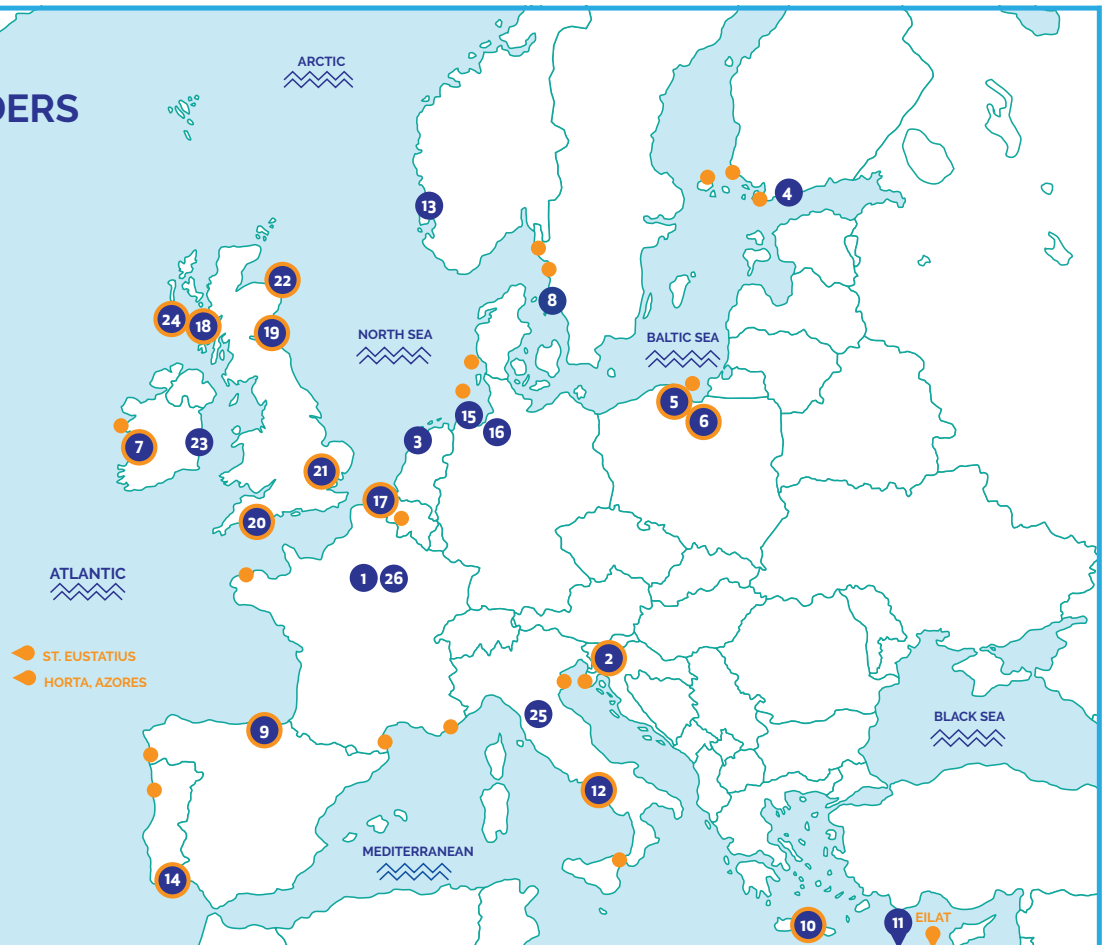 ARCTIC
DERS
4
13
8
22
24
18
19
NORTH SEA
BALTIC SEA
5
6
15
16
3
7
23
21
17
20
1
26
ATLANTIC
2
ST. EUSTATIUS
HORTA, AZORES
25
9
BLACK SEA
12
MEDITERRANEAN
14
10
11
EILAT